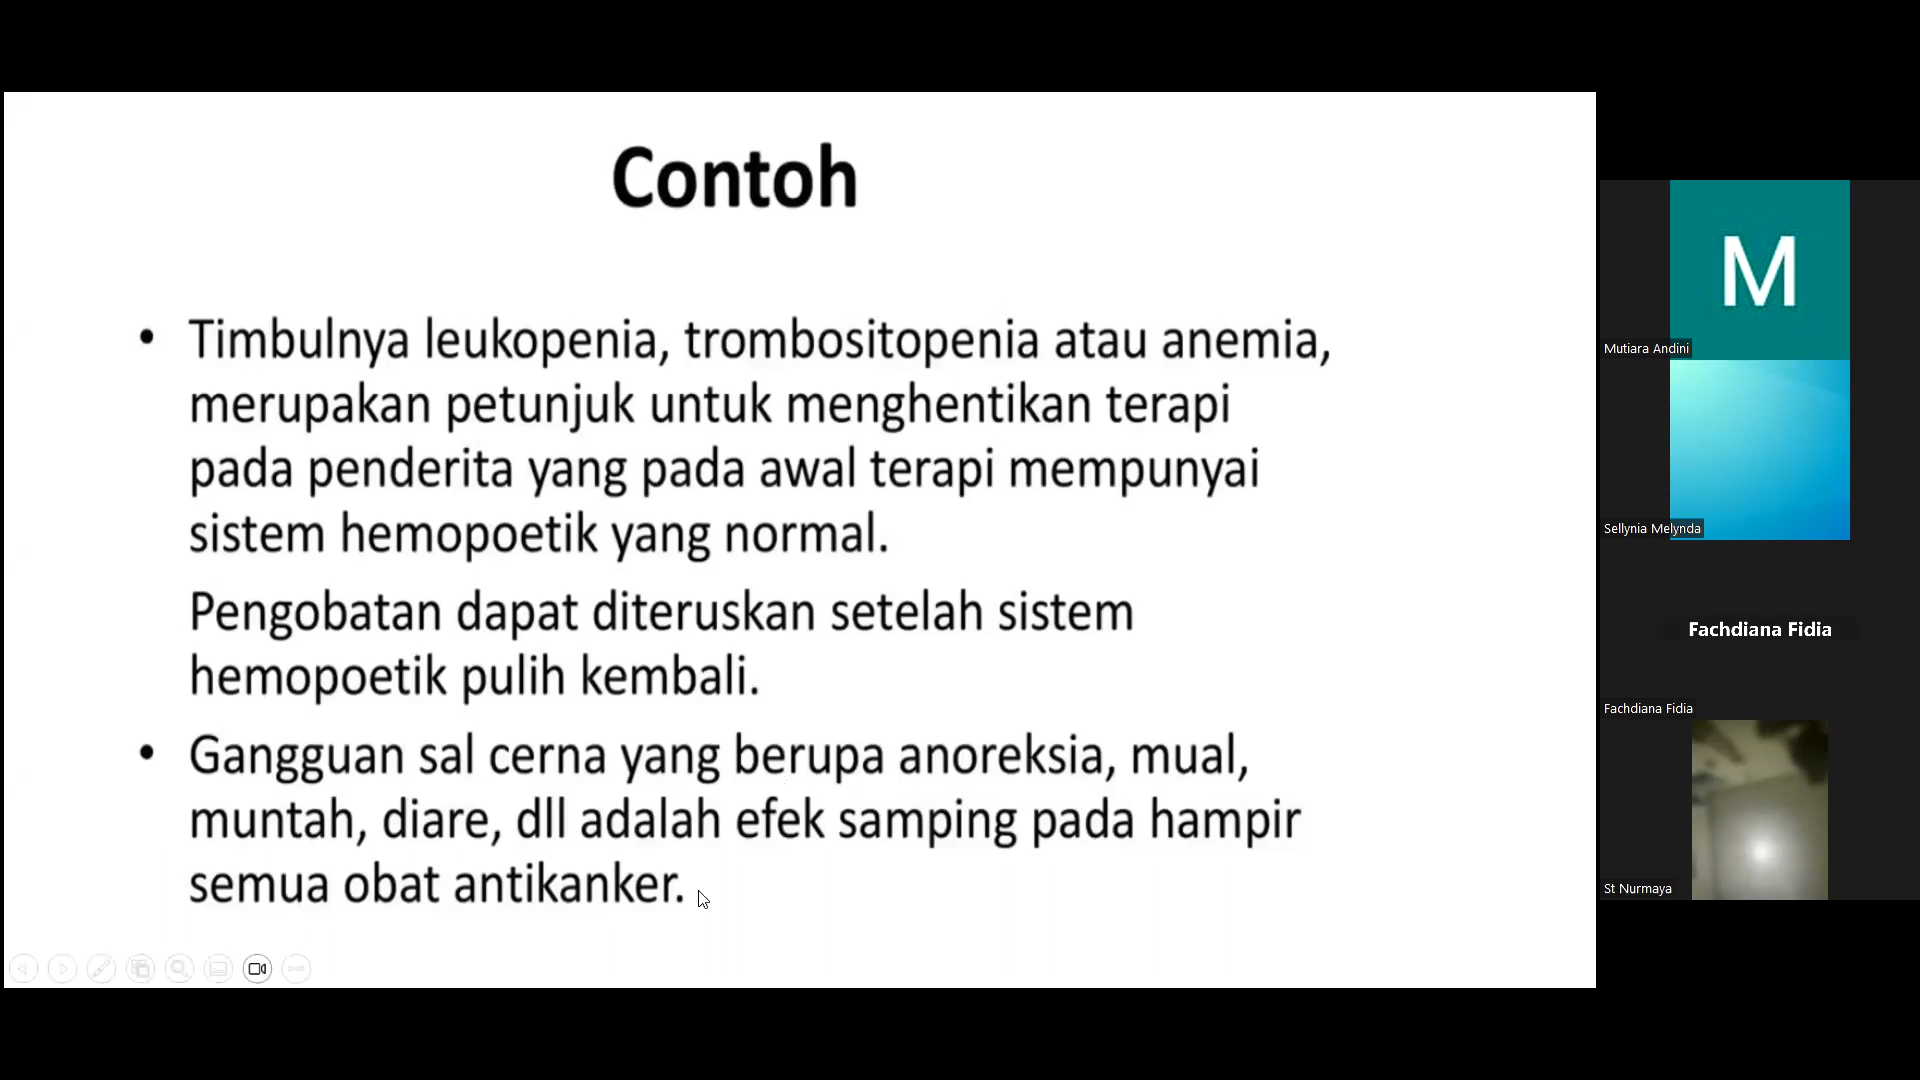 Contoh
• Timbulnya leukopenia, trombositopenia atau anemia,
merupakan petunjuk untuk menghentikan terapi
pada penderita yang pada awal terapi mempunyai
sistem hemopoetik yang normal.
Pengobatan dapat diteruskan setelah sistem
hemopoetik pulih kembali.
• Gangguan sal cerna yang berupa anoreksia, mual,
muntah, diare, dll adalah efek samping pada hampir
semua obat antikanker.
M
Mutiara Andini
Sellynia Melynda
Fachdiana Fidia
Fachdiana Fidia
St Nurmaya